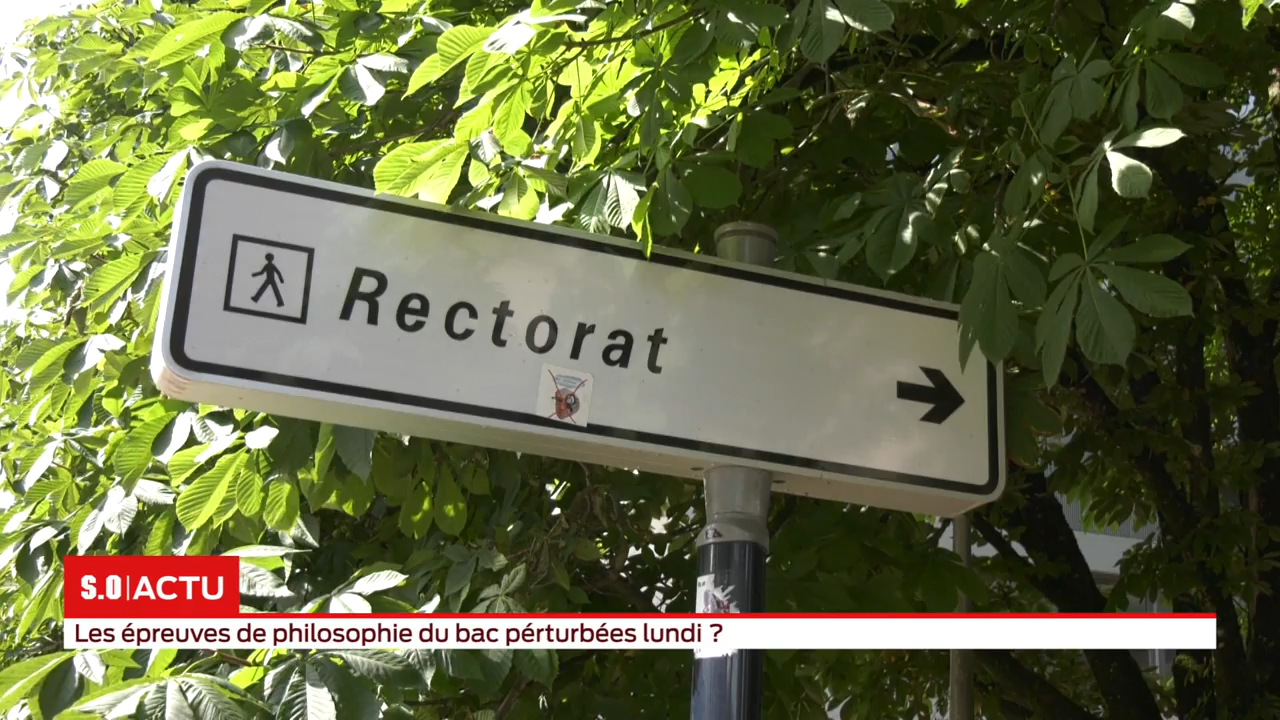 Rectorat
S.O|ACTU
Les épreuves de philosophie du bac pérturbées lundi ?